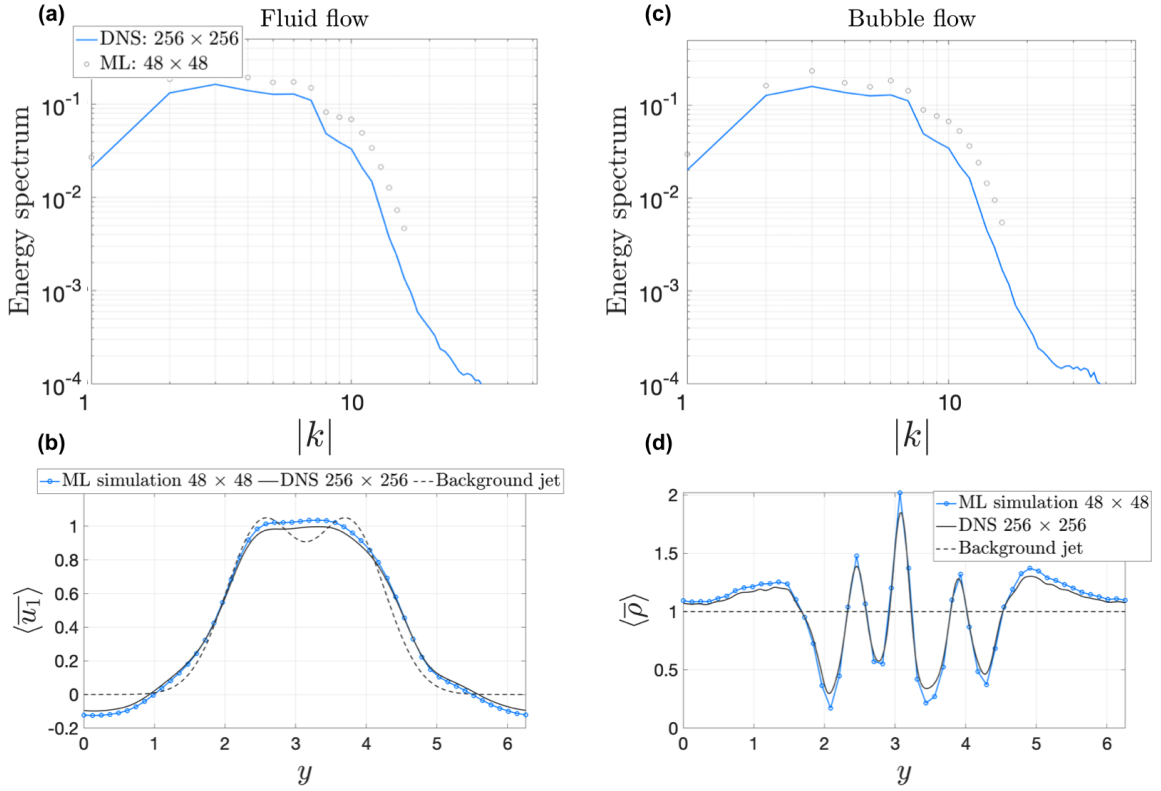 (a)
Fluid flow
DNS: 256 × 256
ML: 48 × 48
Energy spectrum
10-1
10-2
10-3
10-4
1
10
|k|
(c)
Bubble flow
Energy spectrum
10-1
10-2
10-3
10-4
1
10
|k|
(b)
ML simulation 48 × 48
DNS 256 × 256
Background jet
⟨u̅₁⟩
1
0.8
0.6
0.4
0.2
0
-0.2
0 1 2 3 4 5 6
y
(d)
ML simulation 48 × 48
DNS 256 × 256
Background jet
⟨ρ̅⟩
2
1.5
1
0.5
0
0 1 2 3 4 5 6
y